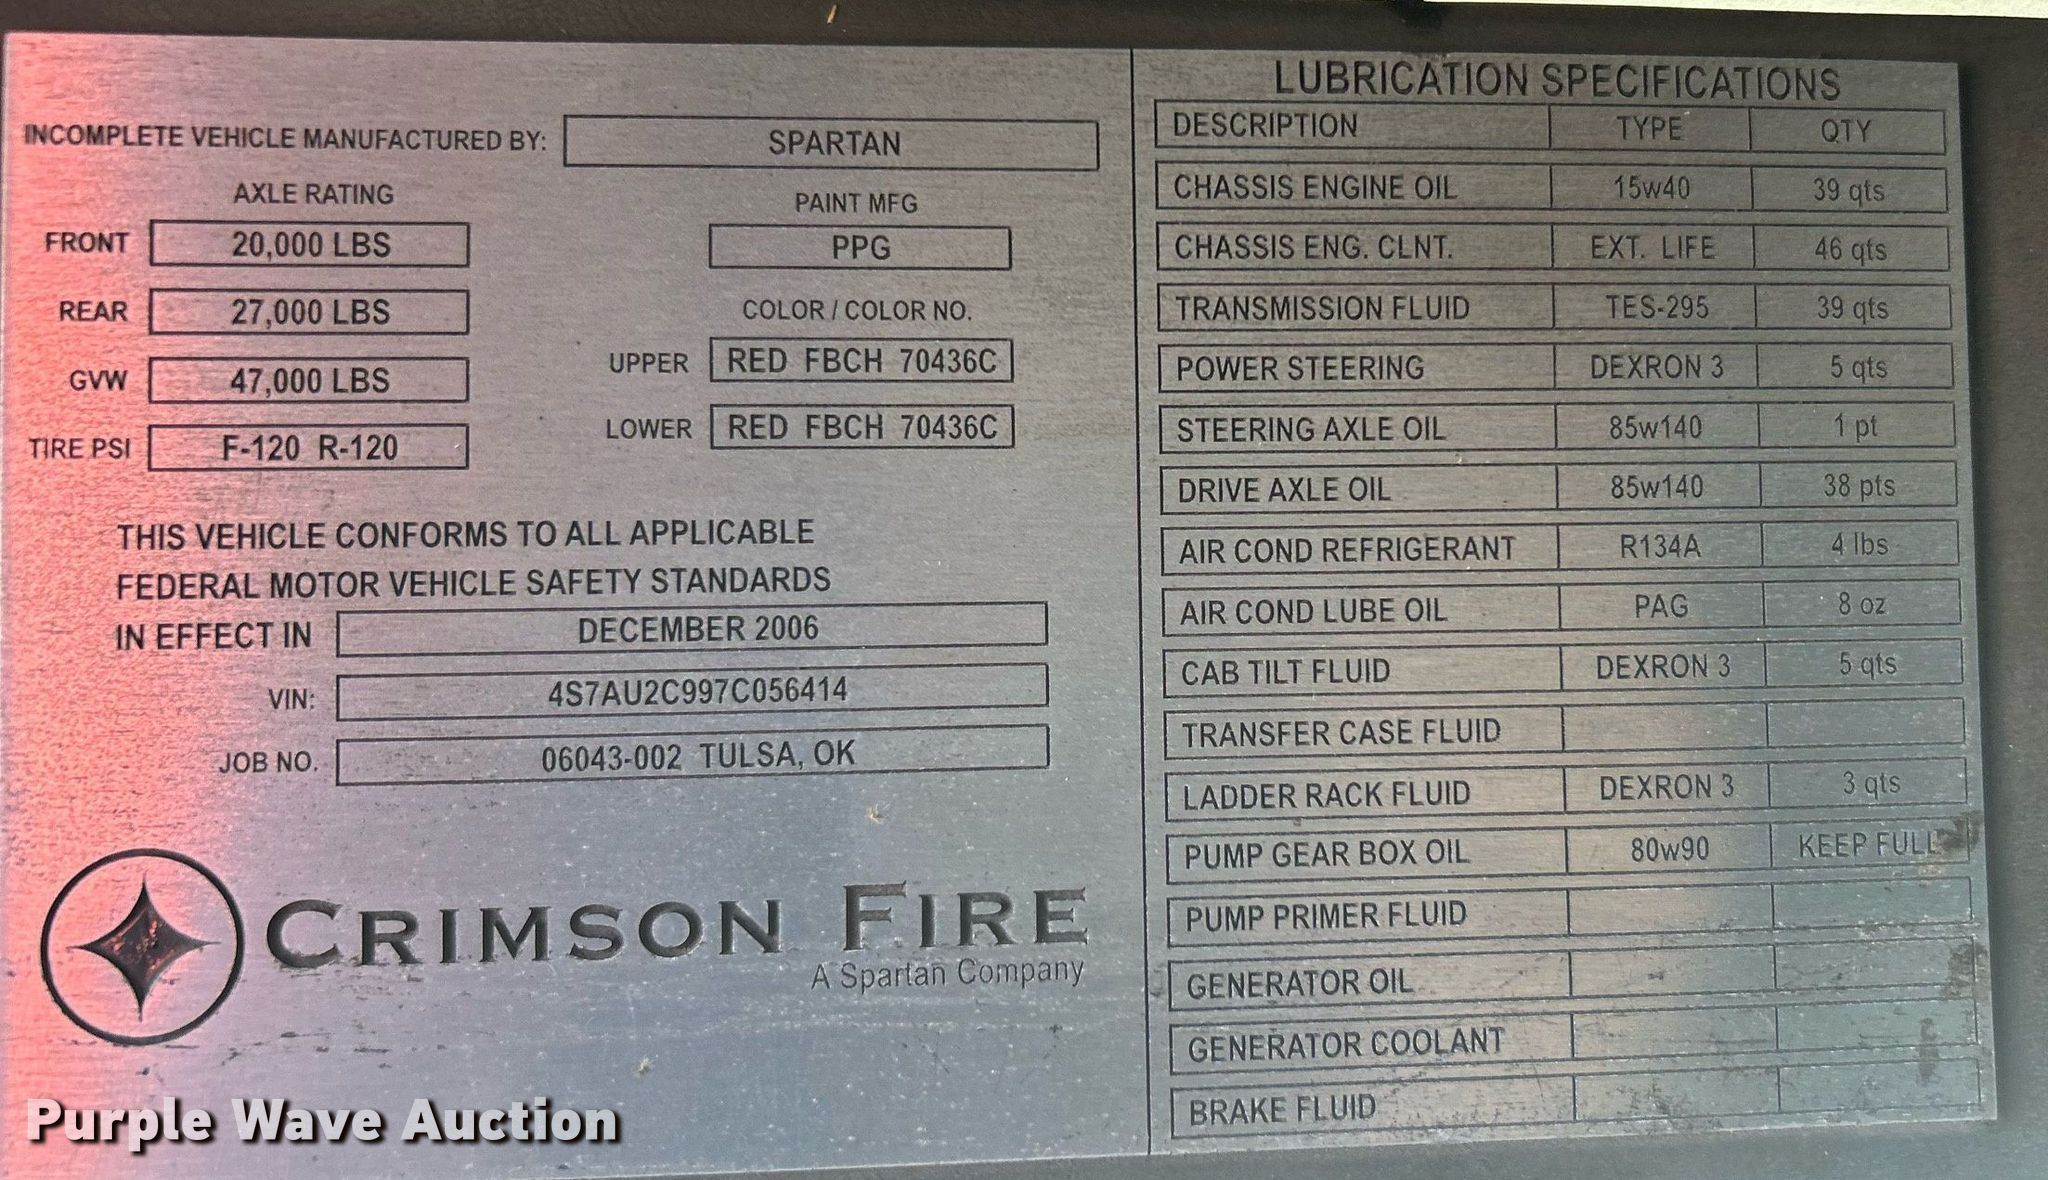 INCOMPLETE VEHICLE MANUFACTURED BY: SPARTAN
AXLE RATING
FRONT 20,000 LBS
REAR 27,000 LBS
GVW 47,000 LBS
TIRE PSI F-120 R-120
PAINT MFG
PPG
COLOR / COLOR NO.
UPPER RED FBCH 70436C
LOWER RED FBCH 70436C
THIS VEHICLE CONFORMS TO ALL APPLICABLE
FEDERAL MOTOR VEHICLE SAFETY STANDARDS
IN EFFECT IN DECEMBER 2006
VIN: 4S7AU2C997C056414
JOB NO. 06043-002 TULSA, OK
CRIMSON FIRE
A Spartan Company
LUBRICATION SPECIFICATIONS
DESCRIPTION TYPE QTY
CHASSIS ENGINE OIL 15w40 39 qts
CHASSIS ENG. CLNT. EXT. LIFE 46 qts
TRANSMISSION FLUID TES-295 39 qts
POWER STEERING DEXRON 3 5 qts
STEERING AXLE OIL 85w140 1 pt
DRIVE AXLE OIL 85w140 38 pts
AIR COND REFRIGERANT R134A 4 lbs
AIR COND LUBE OIL PAG 8 oz
CAB TILT FLUID DEXRON 3 5 qts
TRANSFER CASE FLUID
LADDER RACK FLUID DEXRON 3 3 qts
PUMP GEAR BOX OIL 80w90 KEEP FULL
PUMP PRIMER FLUID
GENERATOR OIL
GENERATOR COOLANT
BRAKE FLUID
Purple Wave Auction